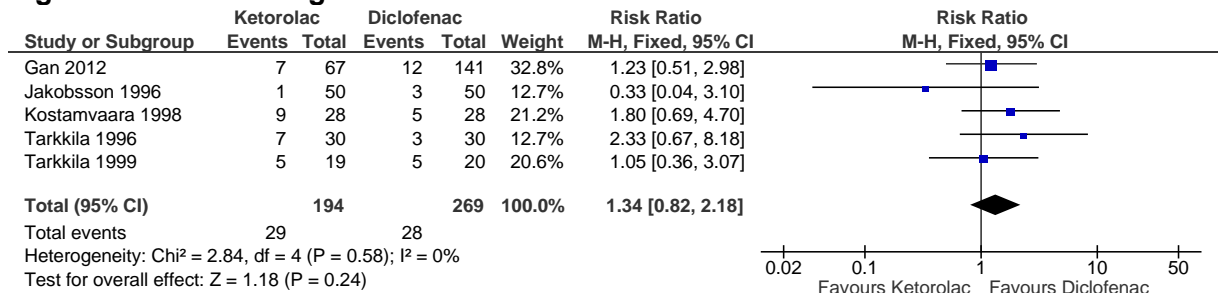 Ketorolac Diclofenac Risk Ratio Risk Ratio
Study or Subgroup Events Total Events Total Weight M-H, Fixed, 95% CI M-H, Fixed, 95% CI
Gan 2012 7 67 12 141 32.8% 1.23 [0.51, 2.98]
Jakobsson 1996 1 50 3 50 12.7% 0.33 [0.04, 3.10]
Kostamvaara 1998 9 28 5 28 21.2% 1.80 [0.69, 4.70]
Tarkkila 1996 7 30 3 30 12.7% 2.33 [0.67, 8.18]
Tarkkila 1999 5 19 5 20 20.6% 1.05 [0.36, 3.07]
Total (95% CI) 194 269 100.0% 1.34 [0.82, 2.18]
Total events 29 28
Heterogeneity: Chi² = 2.84, df = 4 (P = 0.58); I² = 0%
Test for overall effect: Z = 1.18 (P = 0.24)
0.02 0.1 1 10 50
Favours Ketorolac Favours Diclofenac